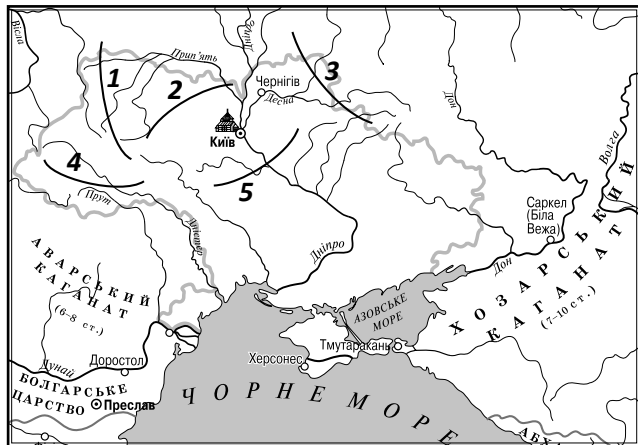 Вісла
Прип'ять
Дніпр
1
2
3
Чернігів
Десна
Дон
Київ
4
5
Прут
Дністер
Дніпро
Волга
Саркел
(Біла
Вежа)
АВАРСЬКИЙ
КАГАНАТ
(6–8 ст.)
Дон
ХОЗАРСЬКИЙ
КАГАНАТ
(7–10 ст.)
АЗОВСЬКЕ
МОРЕ
Тмутаракань
Херсонес
Дунай
Доростол
БОЛГАРСЬКЕ
ЦАРСТВО
Преслав
ЧОРНЕ МОРЕ